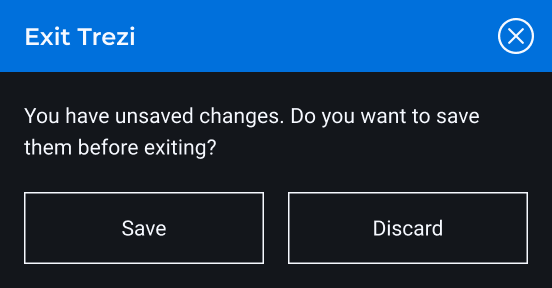 Exit Trezi
You have unsaved changes. Do you want to save
them before exiting?
Save
Discard